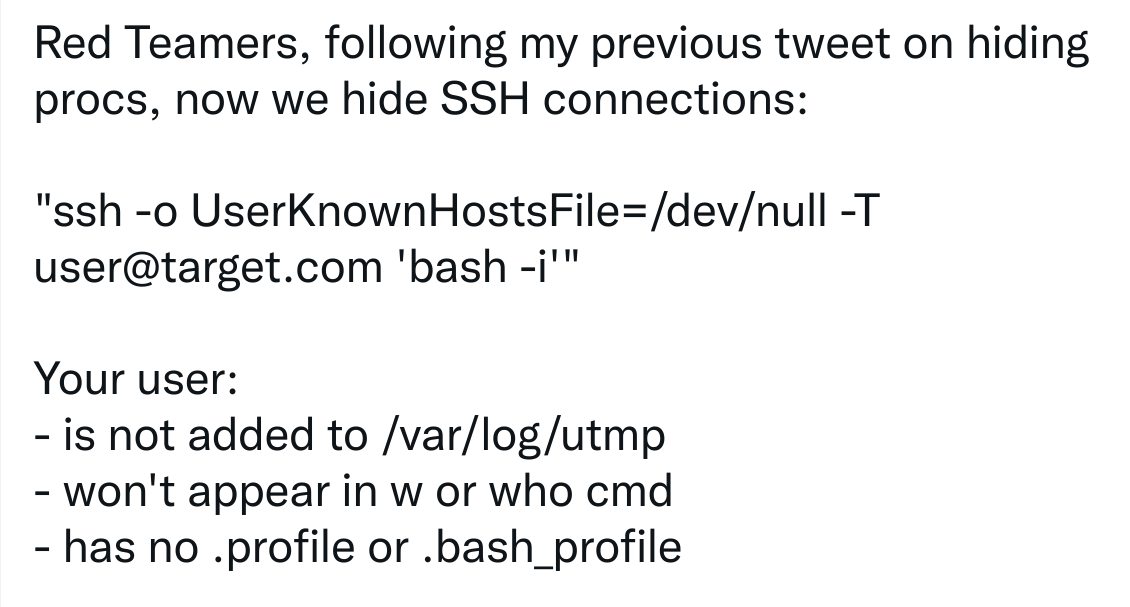 Red Teamers, following my previous tweet on hiding
procs, now we hide SSH connections:
"ssh -o UserKnownHostsFile=/dev/null -T
user@target.com 'bash -i'"
Your user:
- is not added to /var/log/utmp
- won't appear in w or who cmd
- has no .profile or .bash_profile